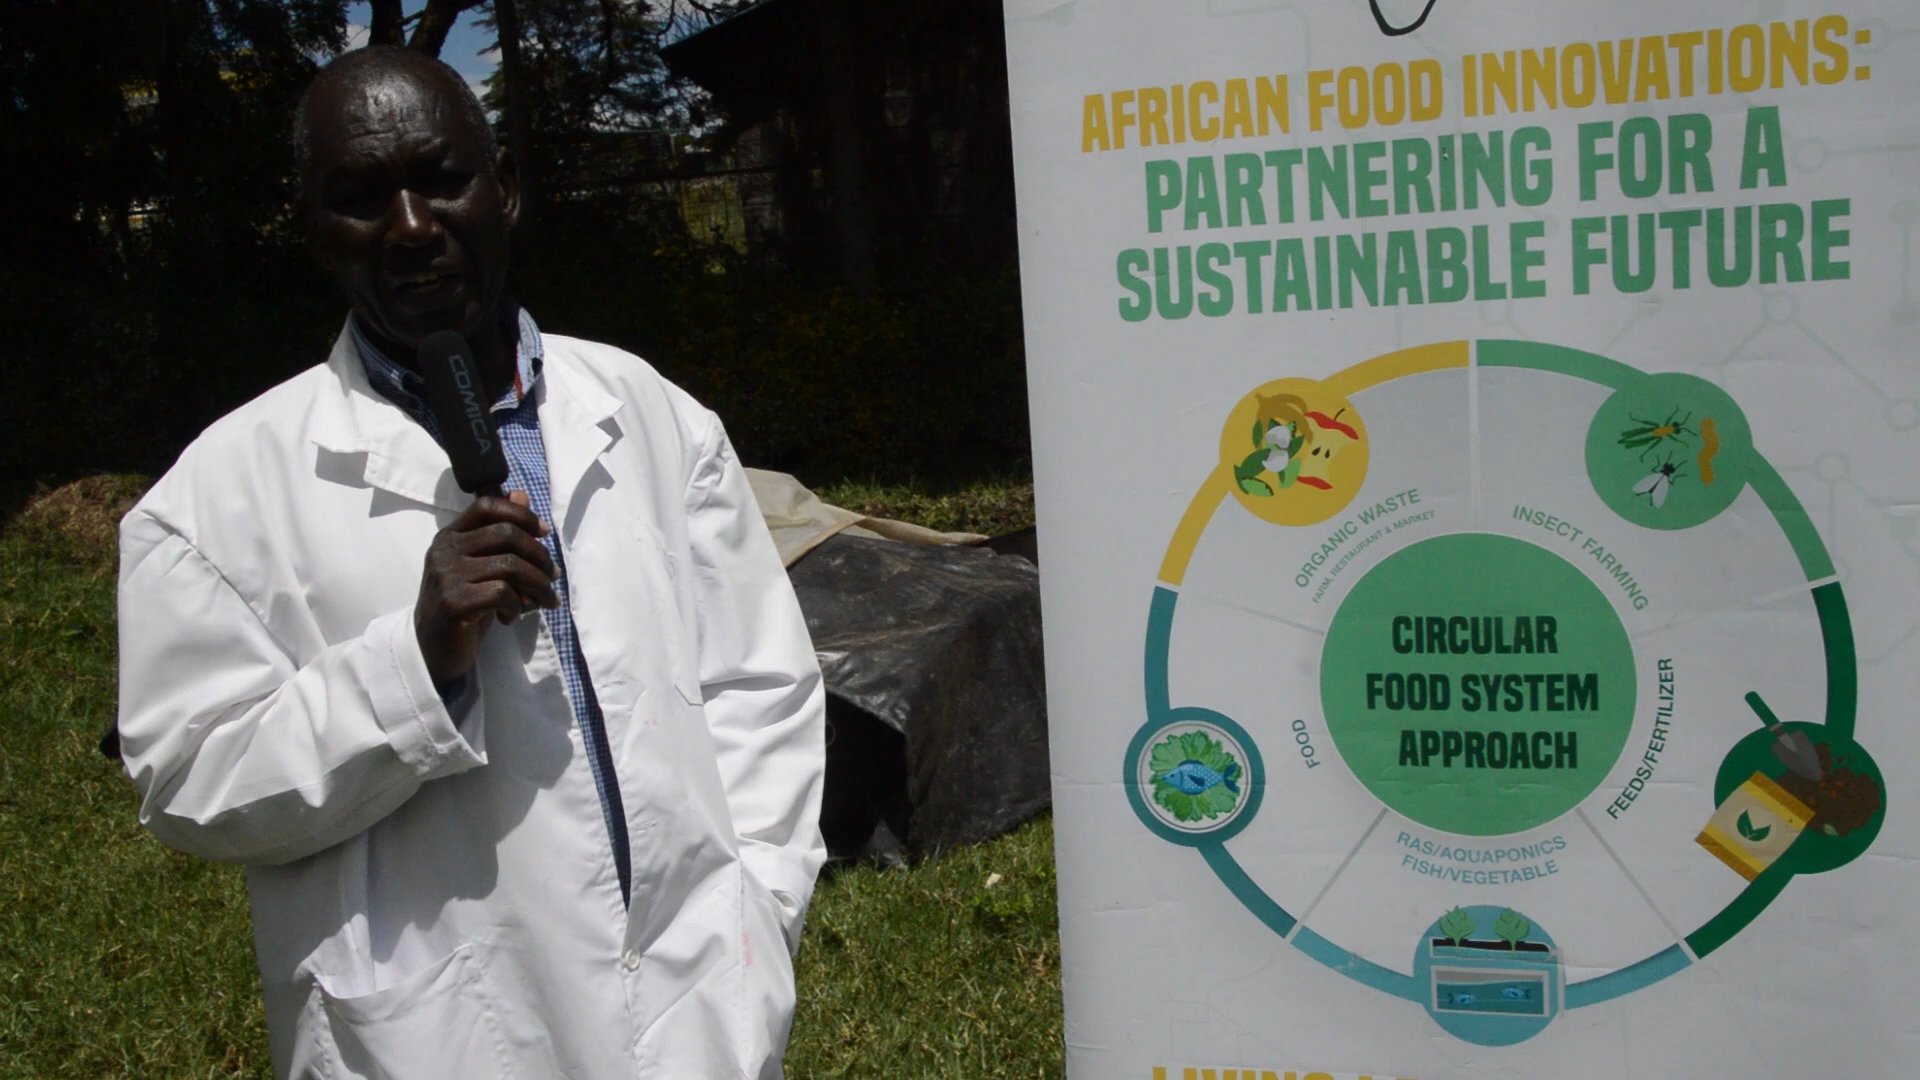 COMICA
AFRICAN FOOD INNOVATIONS:
PARTNERING FOR A
SUSTAINABLE FUTURE
ORGANIC WASTE
FARM, RESTAURANT & MARKET
INSECT FARMING
CIRCULAR
FOOD SYSTEM
APPROACH
FOOD
FEEDS/FERTILIZER
RAS/AQUAPONICS
FISH/VEGETABLE
LIVING